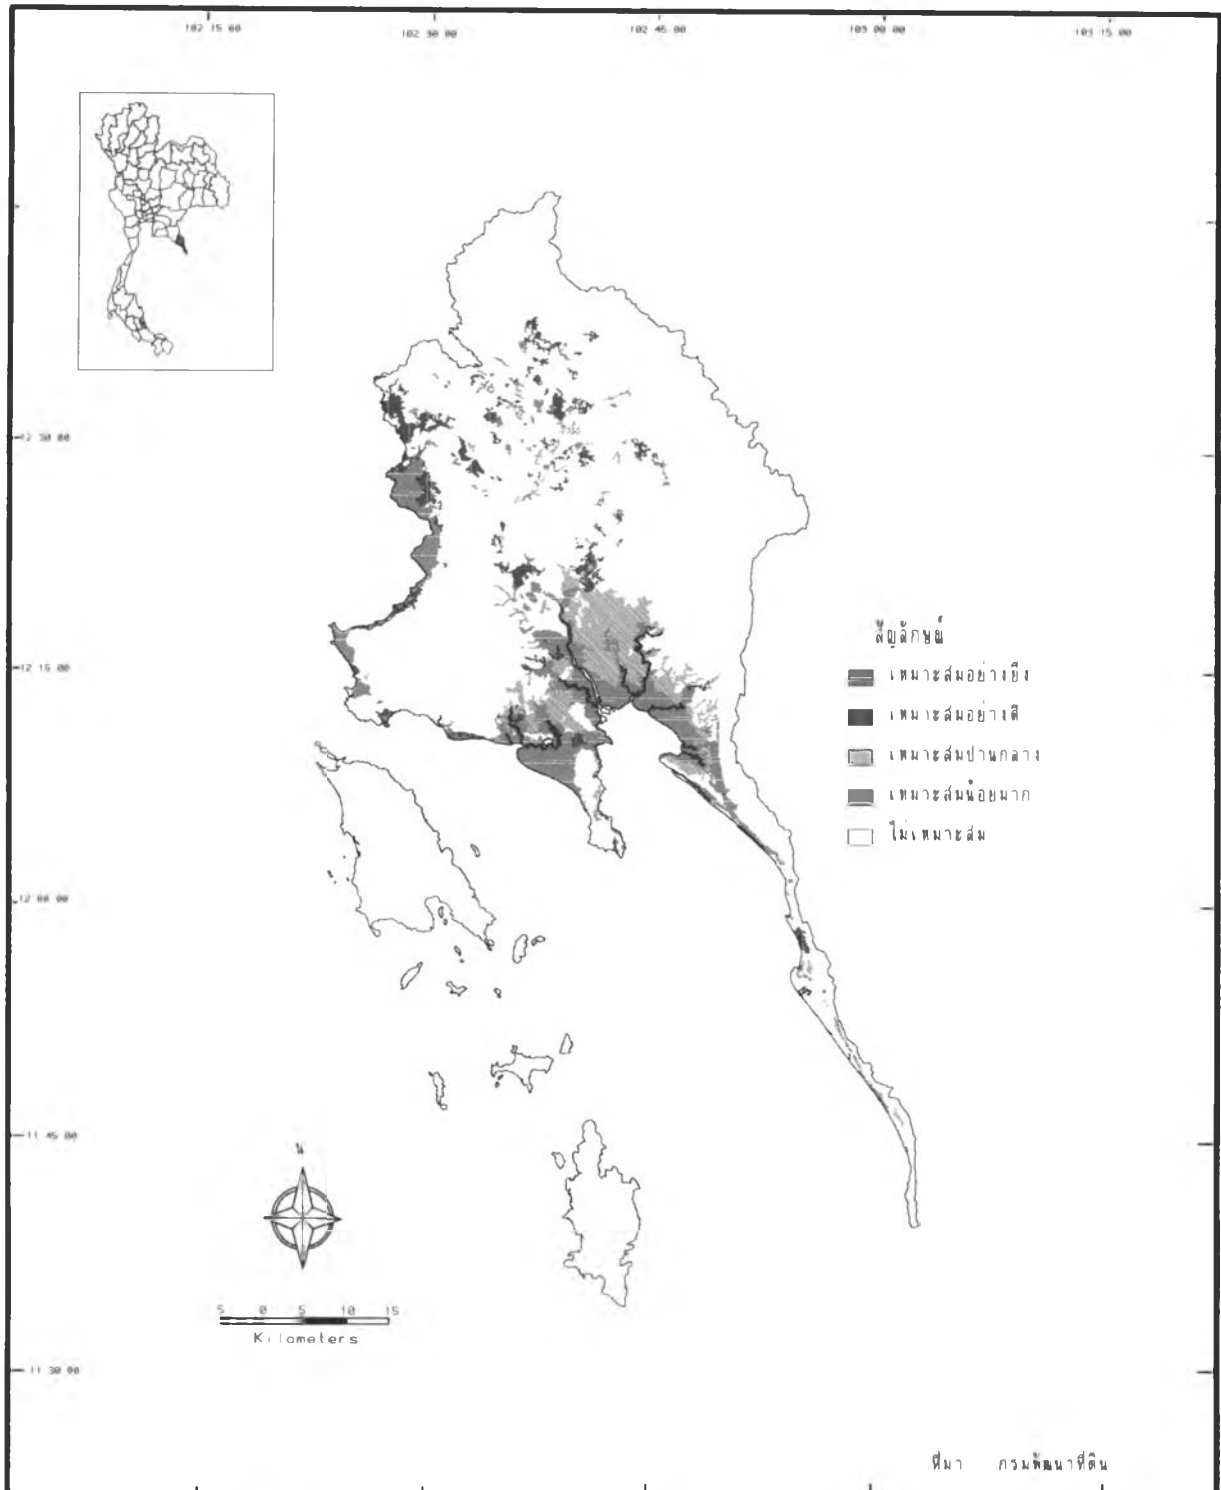 102 15 00
102 30 00
102 45 00
103 00 00
103 15 00
12 30 00
12 15 00
12 00 00
11 45 00
11 30 00
สัญลักษณ์
เหมาะสมอย่างยิ่ง
เหมาะสมอย่างดี
เหมาะสมปานกลาง
เหมาะสมน้อยมาก
ไม่เหมาะสม
น
5 0 5 10 15
Kilometers
ที่มา กรมพัฒนาที่ดิน